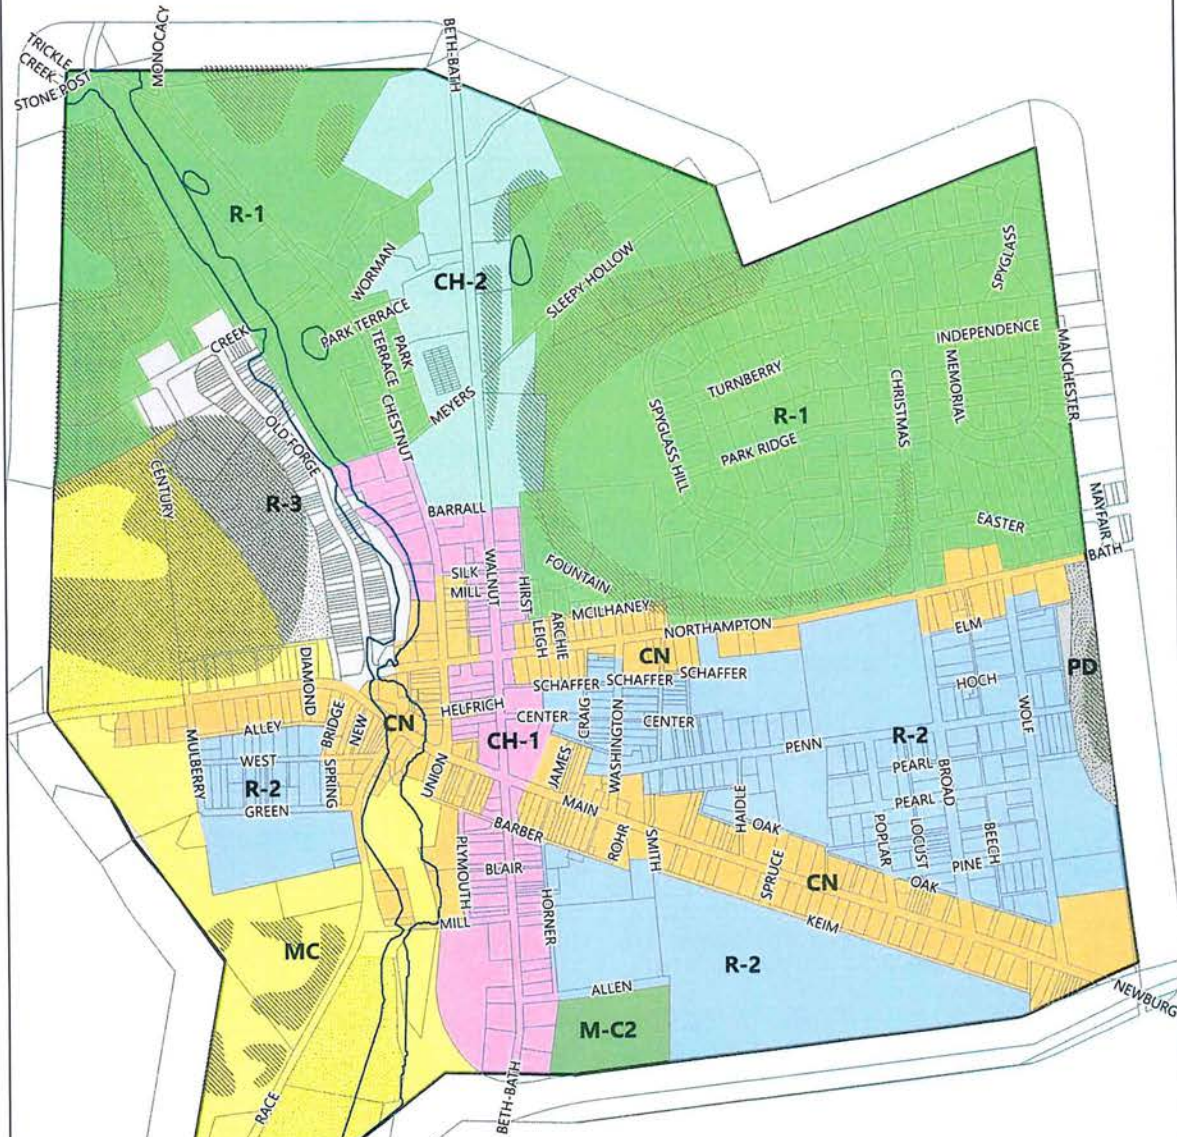 BETH-BATH
MONOCACY
TRICKLE
CREEK
STONE POST
R-1
SPYGLASS
WORMAN
SLEEPY HOLLOW
CH-2
PARK TERRACE
INDEPENDENCE
MANCHESTER
CREEK
PARK
TERRACE
MEMORIAL
TURNBERRY
CHRISTMAS
CHESTNUT
MEYERS
SPYGLASS HILL
R-1
OLD FORGE
PARK RIDGE
CENTURY
R-3
MAYFAIR
BARRALL
EASTER
BATH
WALNUT
SILK
MILL
HIRST
FOUNTAIN
MCILHANEY
LEIGH
ARCHIE
NORTHAMPTON
ELM
CN
PD
DIAMOND
SCHAFFER
SCHAFFER
SCHAFFER
HOCH
WOLF
BRIDGE
NEW
CN
HELFRICH
CENTER
CRAIG
WASHINGTON
CENTER
ALLEY
MULBERRY
CH-1
R-2
PENN
WEST
R-2
SPRING
UNION
JAMES
PEARL
BROAD
GREEN
MAIN
HAIDLE
PEARL
BARBER
OAK
POPLAR
LOCUST
BEECH
PLYMOUTH
ROHR
SMITH
BLAIR
SPRUCE
PINE
CN
OAK
HORNER
MILL
KEIM
MC
R-2
ALLEN
NEWBURG
M-C2
RACE
BETH-BATH